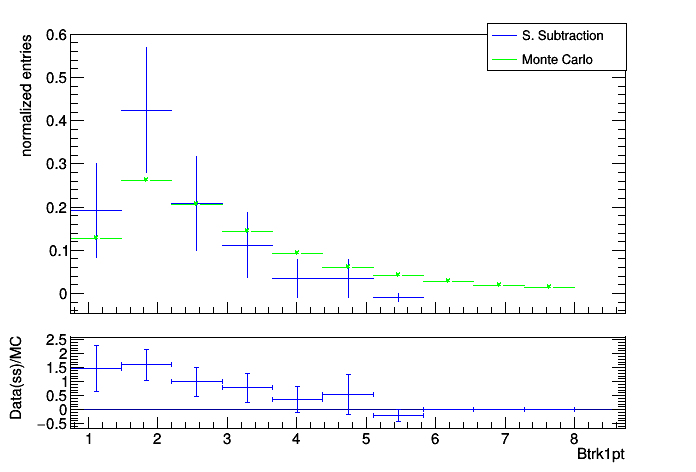 S. Subtraction
Monte Carlo
normalized entries
0.6
0.5
0.4
0.3
0.2
0.1
0
Data(ss)/MC
2.5
2
1.5
1
0.5
0
−0.5
1 2 3 4 5 6 7 8
Btrk1pt